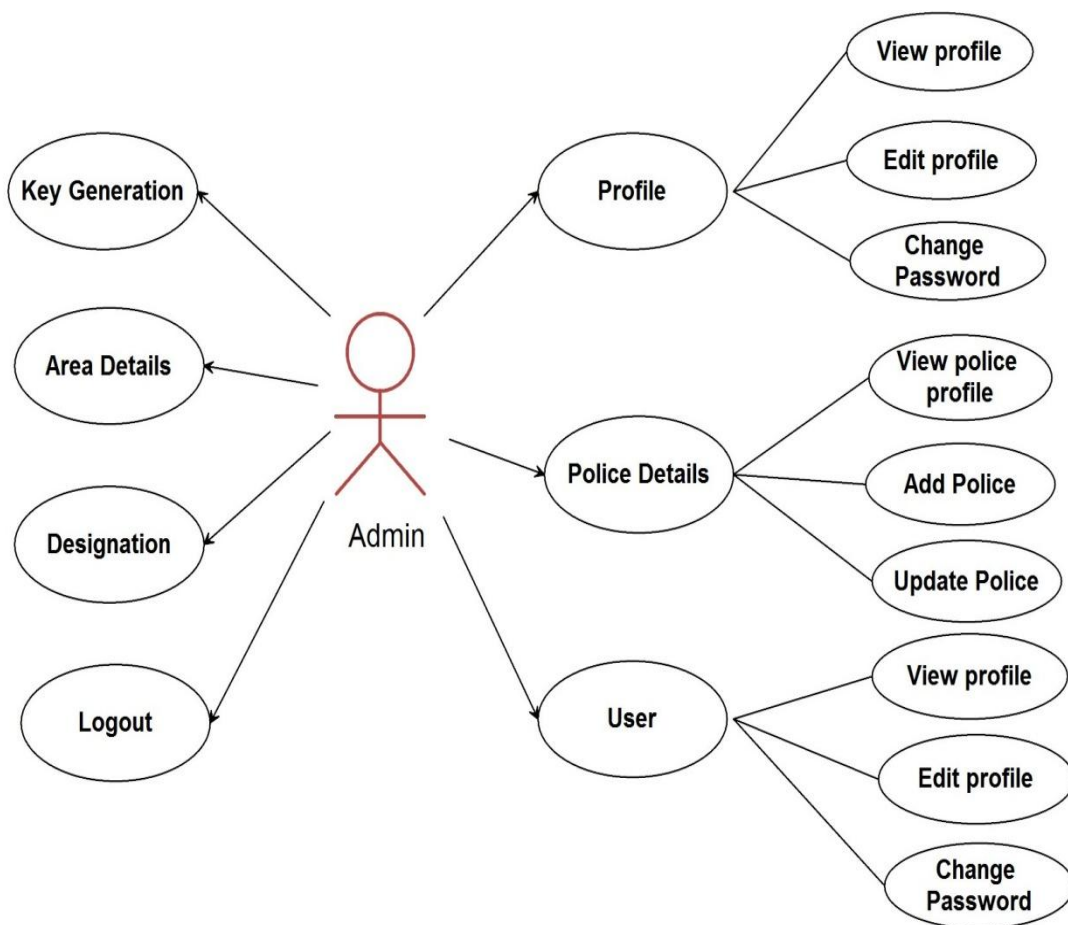 View profile
Key Generation
Profile
Edit profile
Change
Password
Area Details
View police
profile
Police Details
Add Police
Admin
Designation
Update Police
View profile
Logout
User
Edit profile
Change
Password